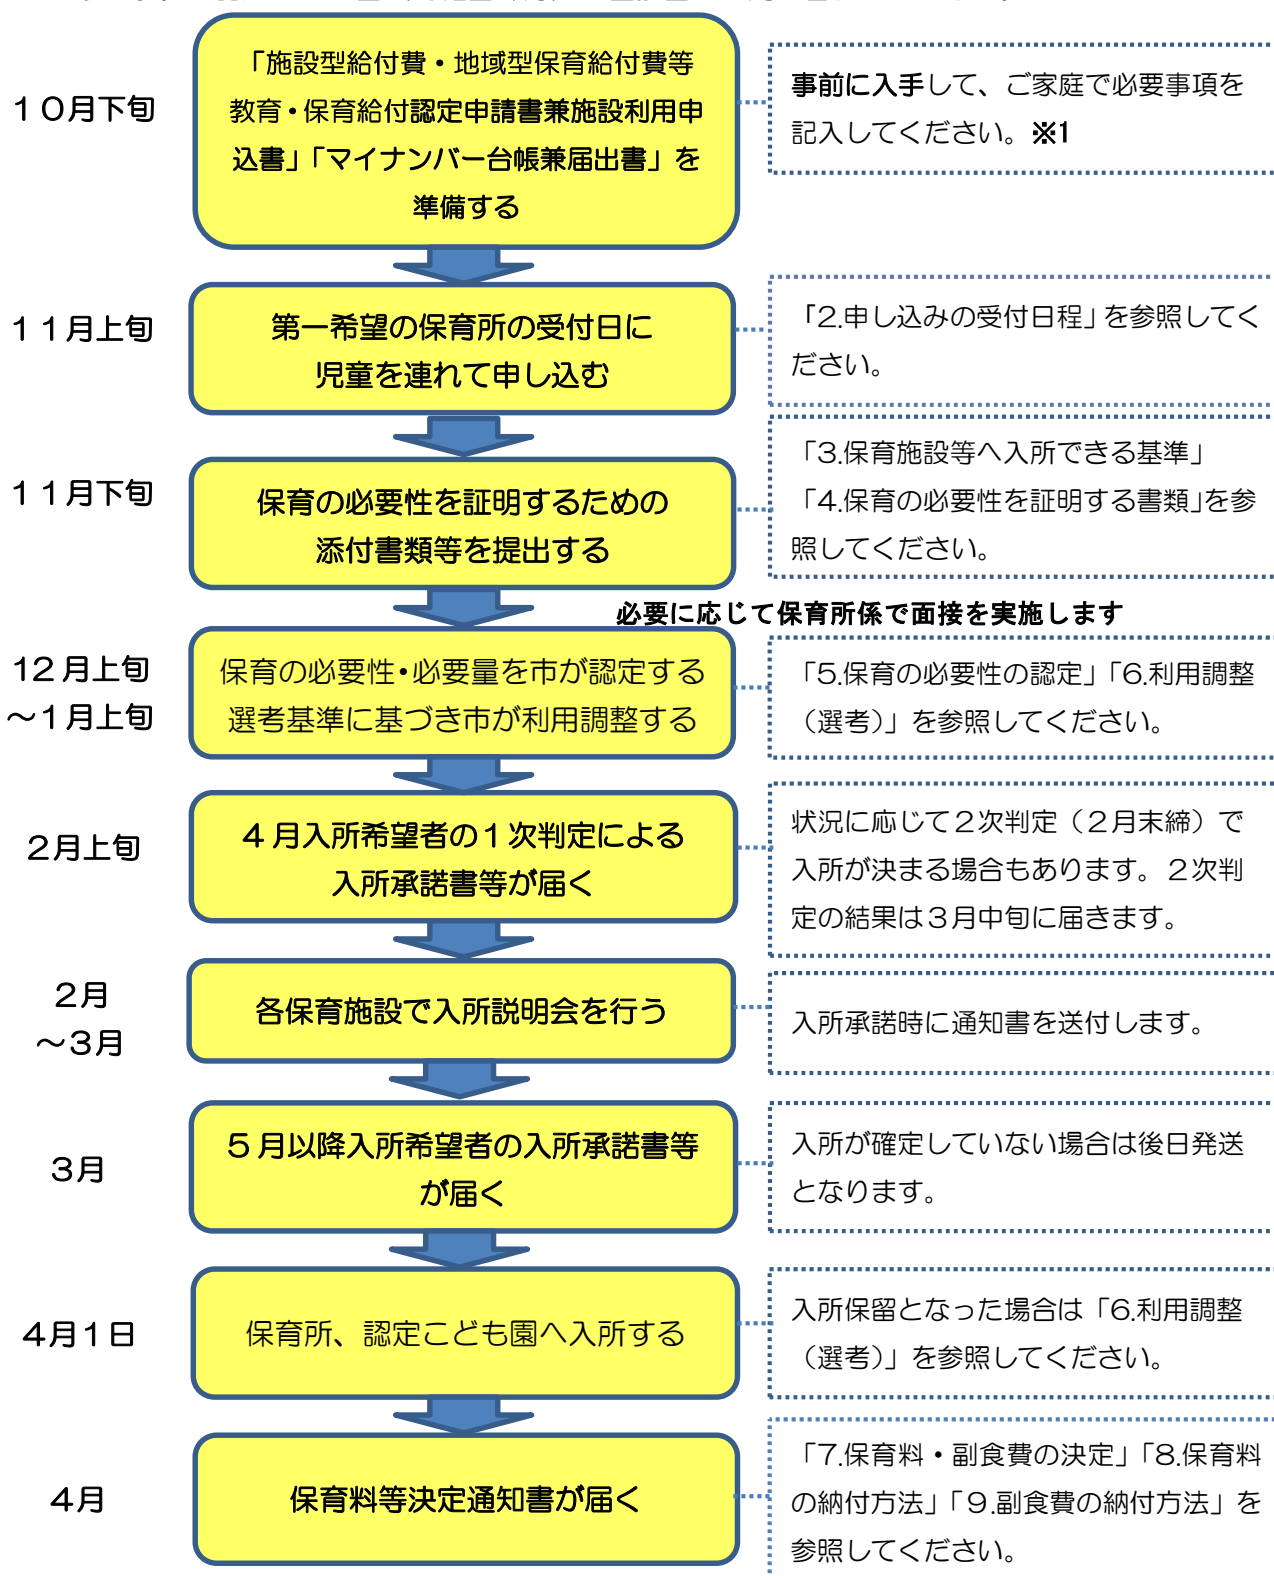 10月下旬
「施設型給付費・地域型保育給付費等
教育・保育給付認定申請書兼施設利用申
込書」「マイナンバー台帳兼届出書」を
準備する
事前に入手して、ご家庭で必要事項を
記入してください。※1
11月上旬
第一希望の保育所の受付日に
児童を連れて申し込む
「2.申し込みの受付日程」を参照してく
ださい。
11月下旬
保育の必要性を証明するための
添付書類等を提出する
「3.保育施設等へ入所できる基準」
「4.保育の必要性を証明する書類」を参
照してください。
必要に応じて保育所係で面接を実施します
12月上旬
～1月上旬
保育の必要性・必要量を市が認定する
選考基準に基づき市が利用調整する
「5.保育の必要性の認定」「6.利用調整
（選考）」を参照してください。
2月上旬
4月入所希望者の1次判定による
入所承諾書等が届く
状況に応じて2次判定（2月末締）で
入所が決まる場合もあります。2次判
定の結果は3月中旬に届きます。
2月
～3月
各保育施設で入所説明会を行う
入所承諾時に通知書を送付します。
3月
5月以降入所希望者の入所承諾書等
が届く
入所が確定していない場合は後日発送
となります。
4月1日
保育所、認定こども園へ入所する
入所保留となった場合は「6.利用調整
（選考）」を参照してください。
4月
保育料等決定通知書が届く
「7.保育料・副食費の決定」「8.保育料
の納付方法」「9.副食費の納付方法」を
参照してください。